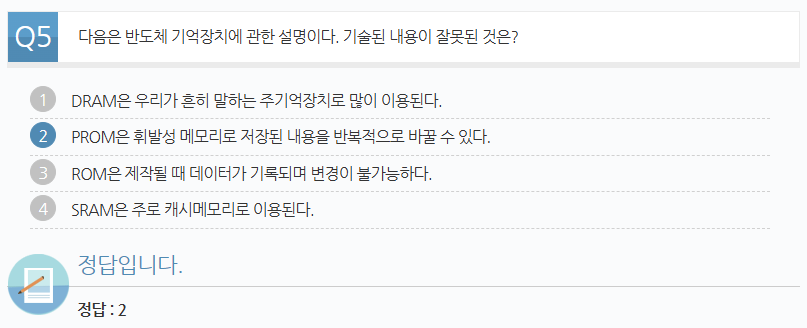 Q5 다음은 반도체 기억장치에 관한 설명이다. 기술된 내용이 잘못된 것은?
1 DRAM은 우리가 흔히 말하는 주기억장치로 많이 이용된다.
2 PROM은 휘발성 메모리로 저장된 내용을 반복적으로 바꿀 수 있다.
3 ROM은 제작될 때 데이터가 기록되며 변경이 불가능하다.
4 SRAM은 주로 캐시메모리로 이용된다.
정답입니다.
정답 : 2